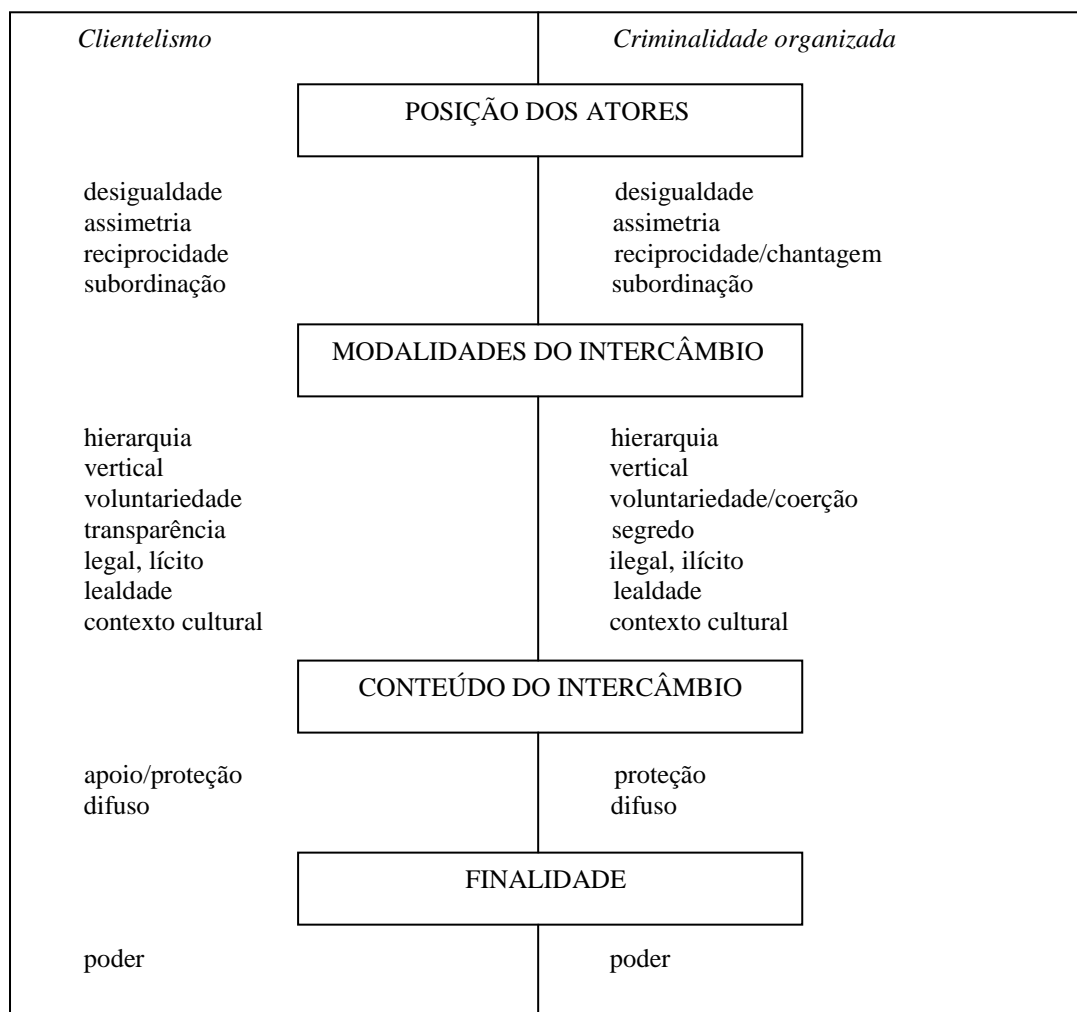 Clientelismo Criminalidade organizada
POSIÇÃO DOS ATORES
desigualdade desigualdade
assimetria assimetria
reciprocidade reciprocidade/chantagem
subordinação subordinação
MODALIDADES DO INTERCÂMBIO
hierarquia hierarquia
vertical vertical
voluntariedade voluntariedade/coerção
transparência segredo
legal, lícito ilegal, ilícito
lealdade lealdade
contexto cultural contexto cultural
CONTEÚDO DO INTERCÂMBIO
apoio/proteção proteção
difuso difuso
FINALIDADE
poder poder